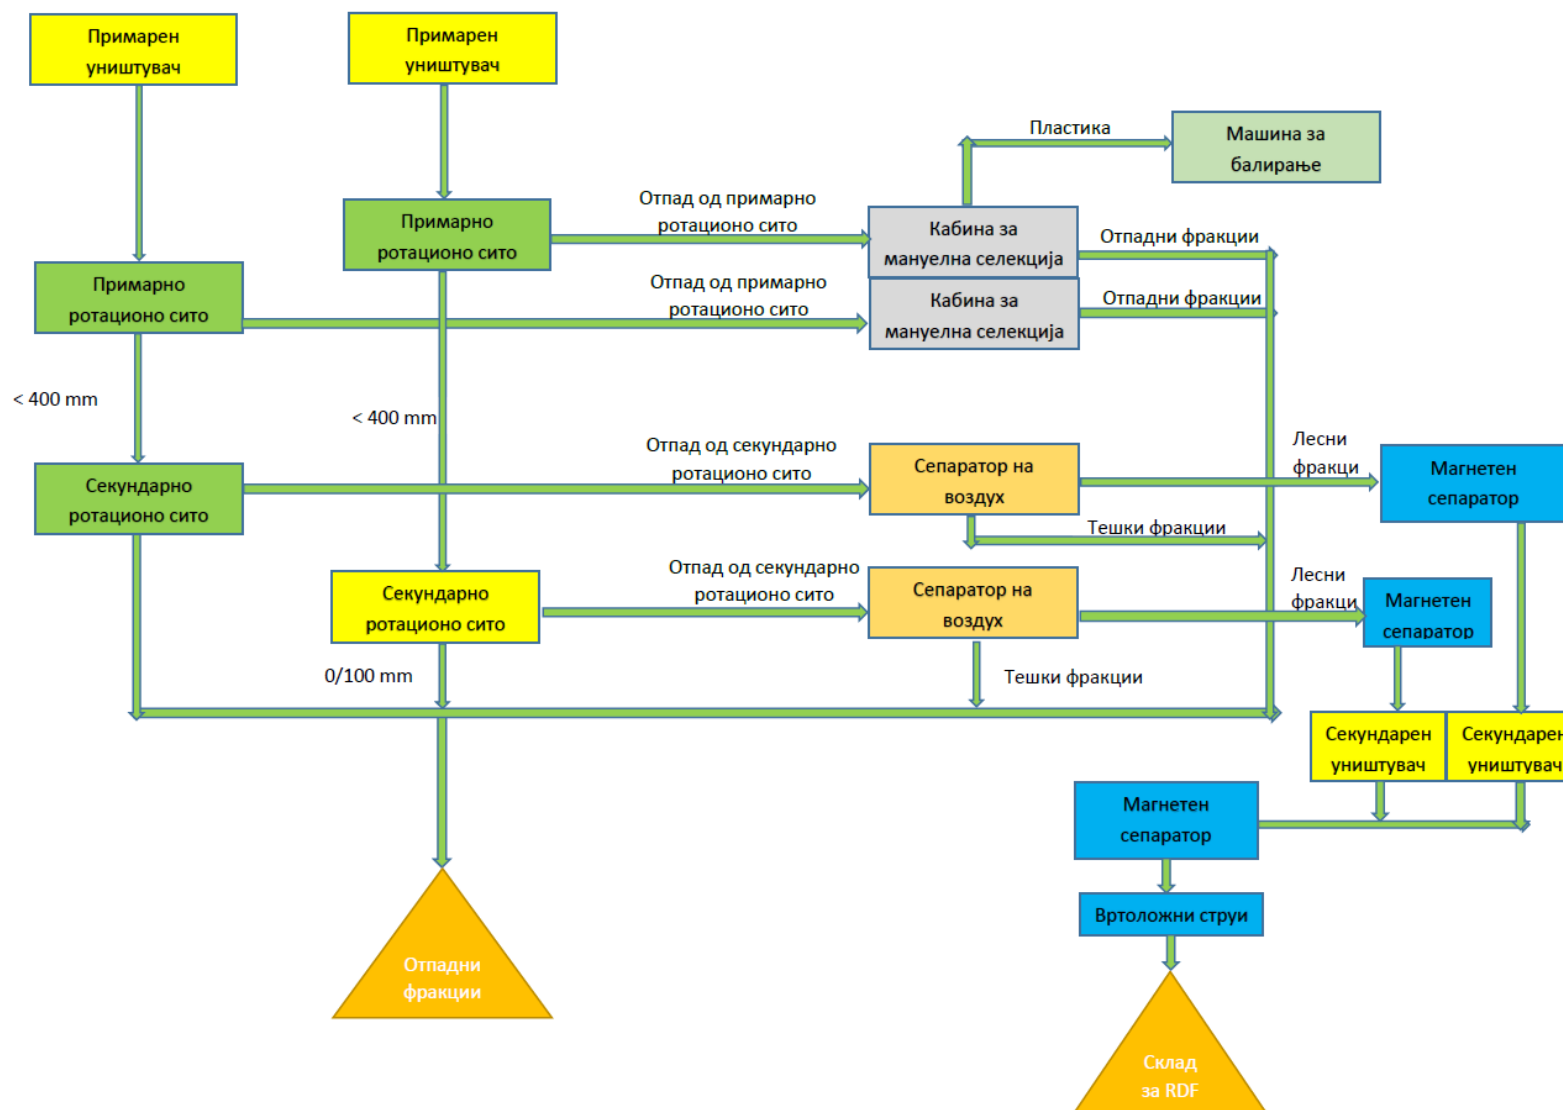 Примарен
уништувач
Примарен
уништувач
Пластика
Машина за
балирање
Отпад од примарно
ротационо сито
Примарно
ротационо сито
Кабина за
мануелна селекција
Отпадни фракции
Примарно
ротационо сито
Отпад од примарно
ротационо сито
Кабина за
мануелна селекција
Отпадни фракции
< 400 mm
< 400 mm
Отпад од секундарно
ротационо сито
Секундарно
ротационо сито
Сепаратор на
воздух
Лесни
фракци
Магнетен
сепаратор
Тешки фракции
Отпад од секундарно
ротационо сито
Секундарно
ротационо сито
Сепаратор на
воздух
Лесни
фракци
Магнетен
сепаратор
0/100 mm
Тешки фракции
Секундарен
уништувач
Секундарен
уништувач
Магнетен
сепаратор
Вртоложни струи
Отпадни
фракции
Склад
за RDF